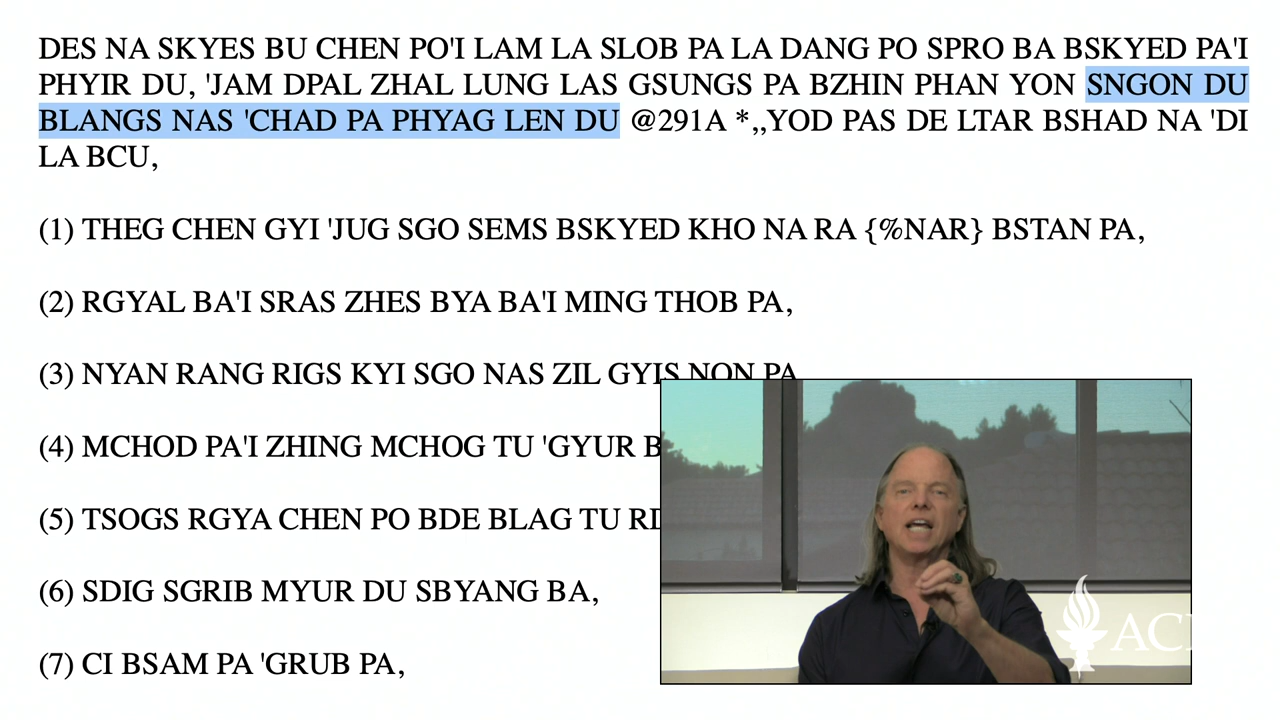 DES NA SKYES BU CHEN PO'I LAM LA SLOB PA LA DANG PO SPRO BA BSKYED PA'I
PHYIR DU, 'JAM DPAL ZHAL LUNG LAS GSUNGS PA BZHIN PHAN YON SNGON DU
BLANGS NAS 'CHAD PA PHYAG LEN DU @291A *,,YOD PAS DE LTAR BSHAD NA 'DI
LA BCU,
(1) THEG CHEN GYI 'JUG SGO SEMS BSKYED KHO NA RA {%NAR} BSTAN PA,
(2) RGYAL BA'I SRAS ZHES BYA BA'I MING THOB PA,
(3) NYAN RANG RIGS KYI SGO NAS ZIL GYIS NON PA
(4) MCHOD PA'I ZHING MCHOG TU 'GYUR
(5) TSOGS RGYA CHEN PO BDE BLAG TU
(6) SDIG SGRIB MYUR DU SBYANG BA,
(7) CI BSAM PA 'GRUB PA,